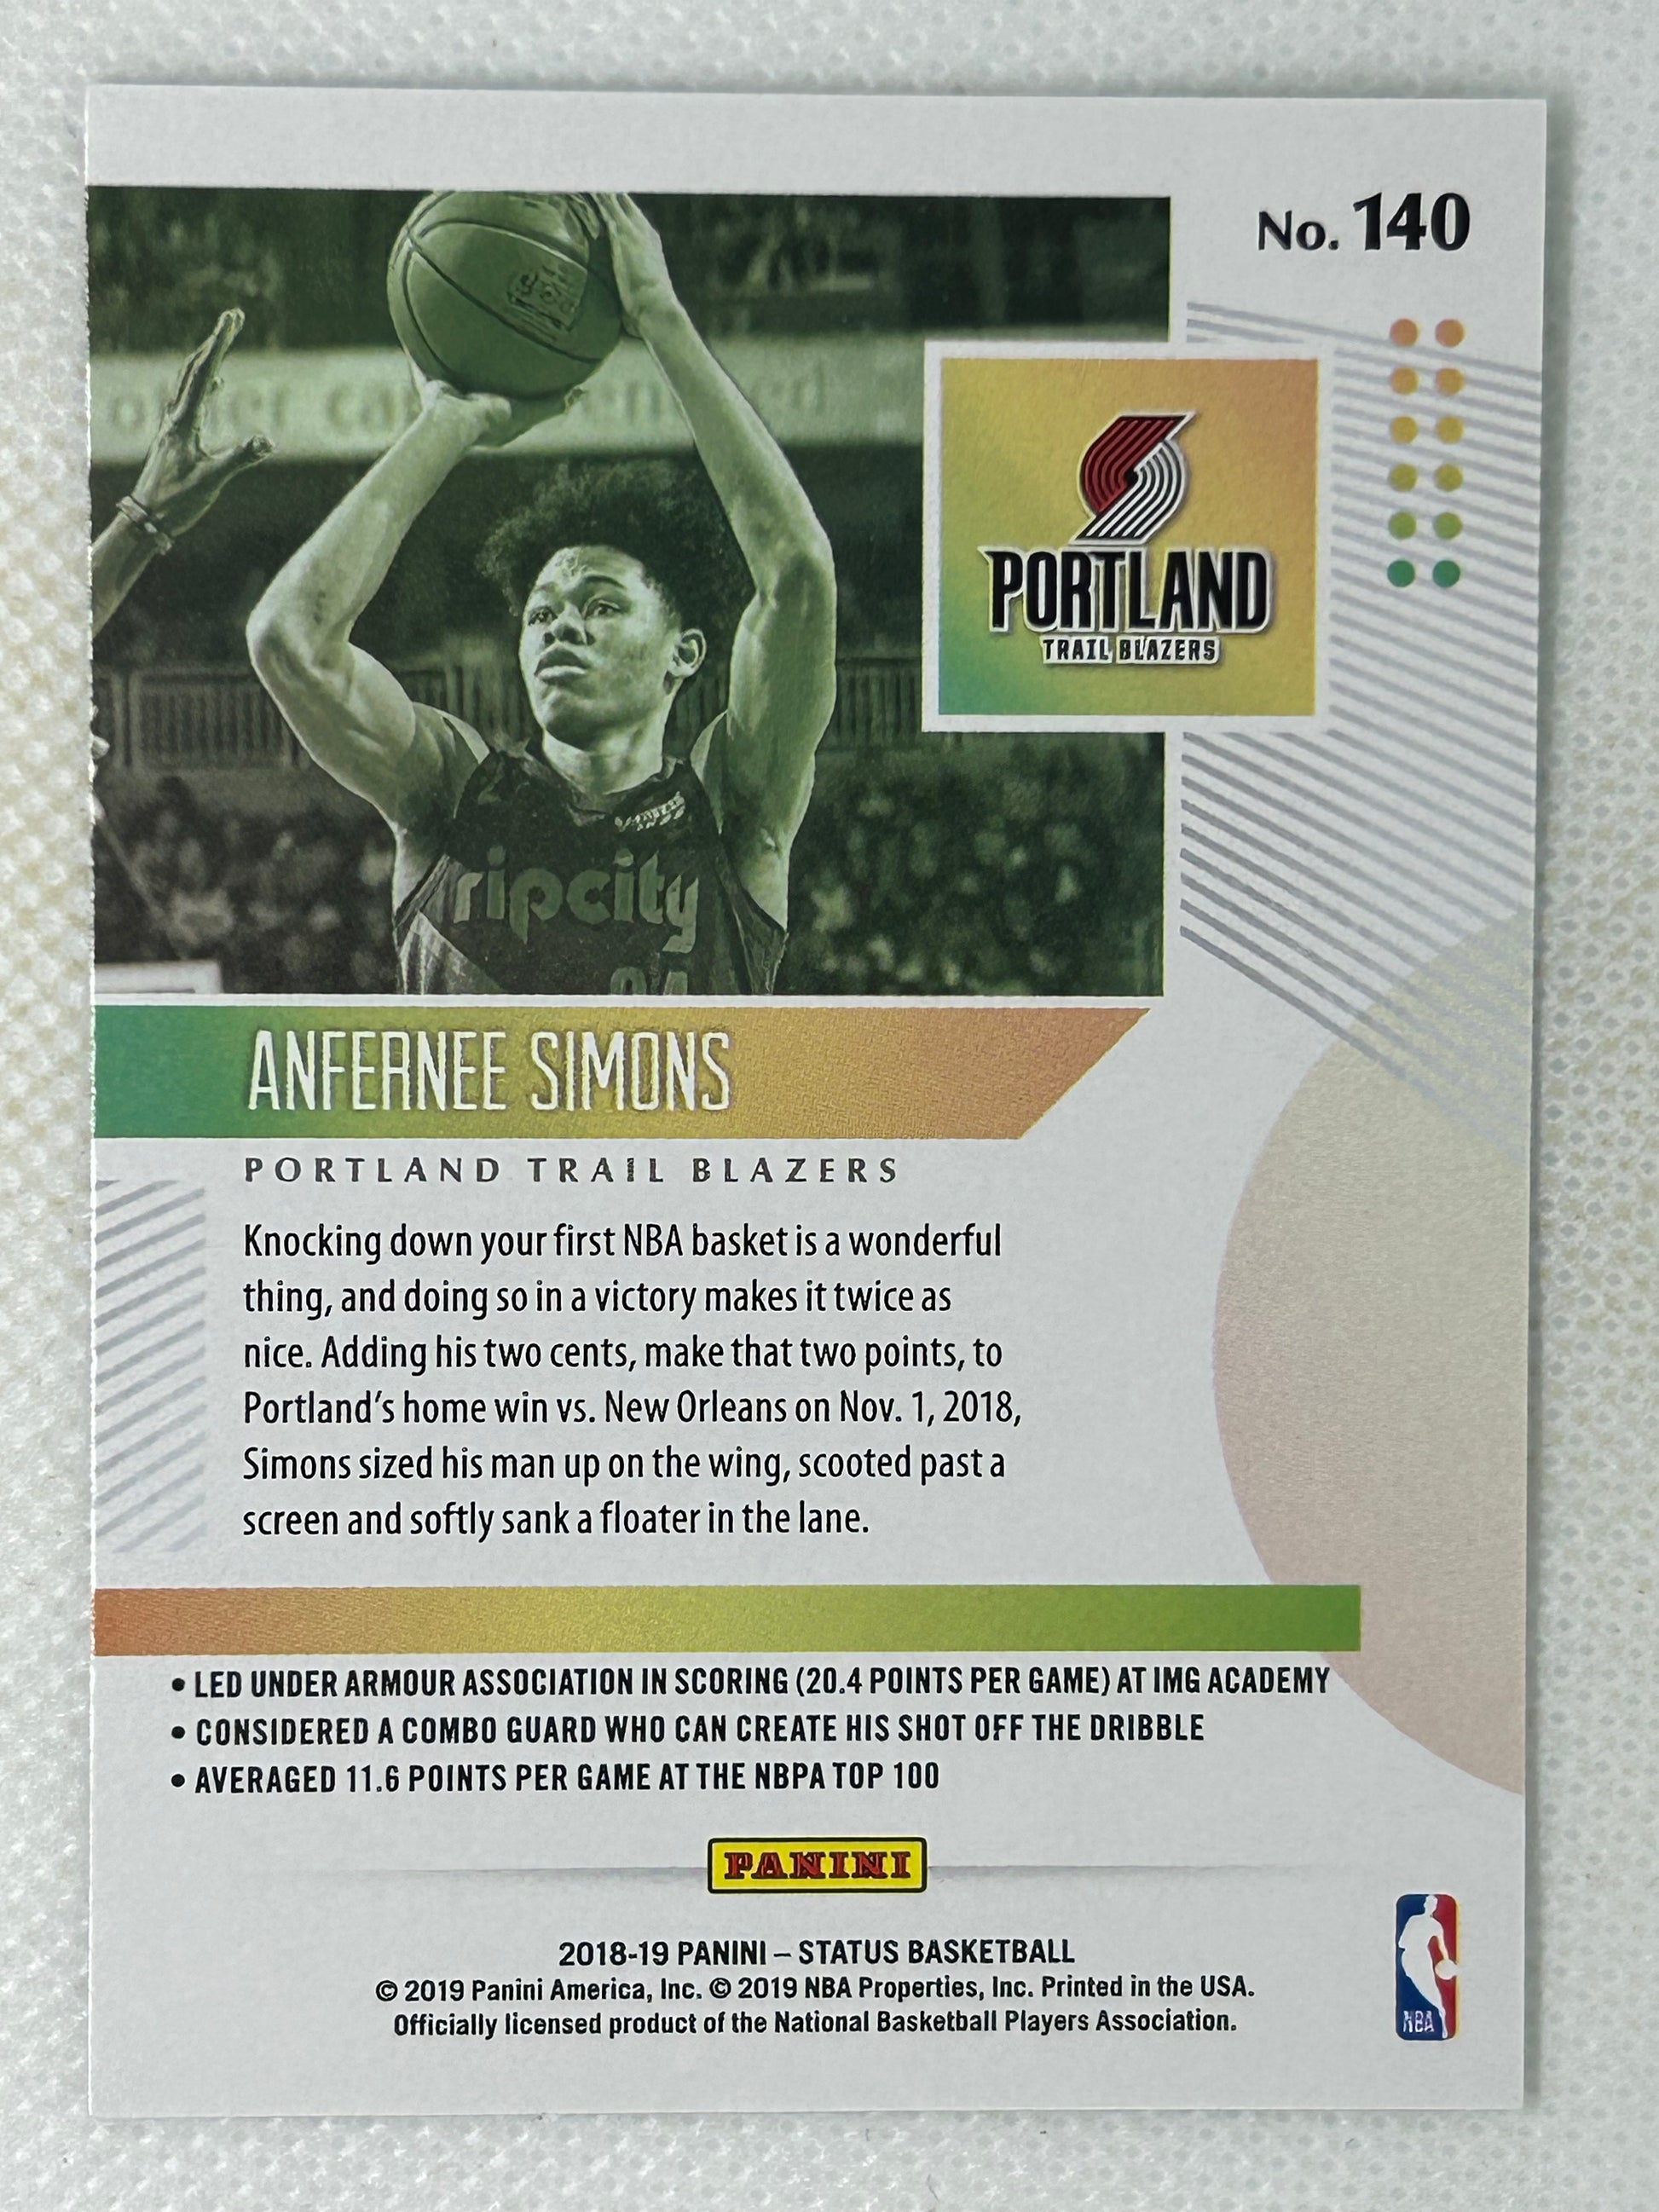 No. 140
PORTLAND
TRAIL BLAZERS
ripcity
ANFERNEE SIMONS
PORTLAND TRAIL BLAZERS
Knocking down your first NBA basket is a wonderful
thing, and doing so in a victory makes it twice as
nice. Adding his two cents, make that two points, to
Portland's home win vs. New Orleans on Nov. 1, 2018,
Simons sized his man up on the wing, scooted past a
screen and softly sank a floater in the lane.
• LED UNDER ARMOUR ASSOCIATION IN SCORING (20.4 POINTS PER GAME) AT IMG ACADEMY
• CONSIDERED A COMBO GUARD WHO CAN CREATE HIS SHOT OFF THE DRIBBLE
• AVERAGED 11.6 POINTS PER GAME AT THE NBPA TOP 100
PANINI
2018-19 PANINI – STATUS BASKETBALL
© 2019 Panini America, Inc. © 2019 NBA Properties, Inc. Printed in the USA.
Officially licensed product of the National Basketball Players Association.
NBA